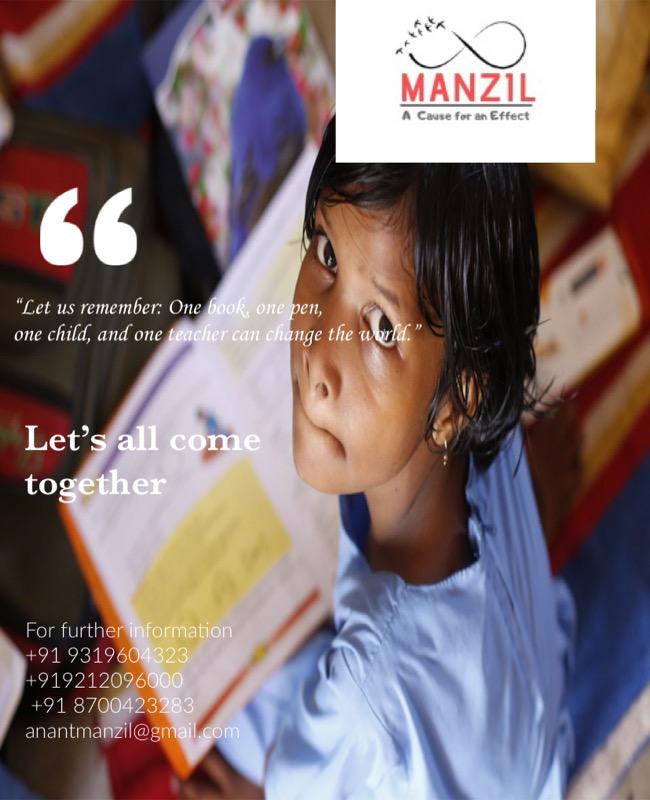 MANZIL
A Cause for an Effect
“Let us remember: One book, one pen,
one child, and one teacher can change the world.”
Let’s all come
together
For further information
+91 9319604323
+919212096000
+91 8700423283
anantmanzil@gmail.com